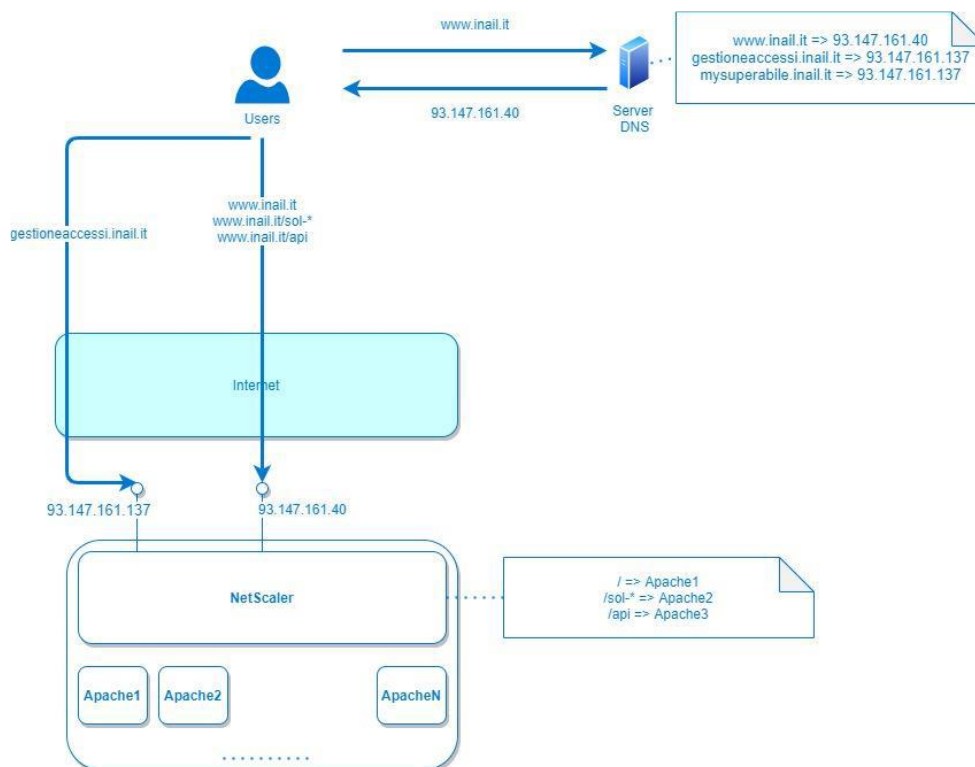 www.inail.it
www.inail.it => 93.147.161.40
gestioneaccessi.inail.it => 93.147.161.137
mysuperabile.inail.it => 93.147.161.137
93.147.161.40
Server
DNS
Users
www.inail.it
www.inail.it/sol-*
www.inail.it/api
gestioneaccessi.inail.it
Internet
93.147.161.137
93.147.161.40
NetScaler
/ => Apache1
/sol-* => Apache2
/api => Apache3
Apache1
Apache2
ApacheN